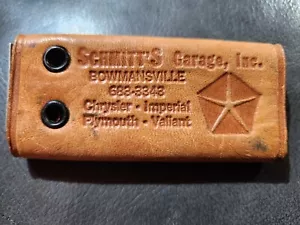 SCHMITT'S Garage, Inc.
BOWMANSVILLE
683-3343
Chrysler - Imperial
Plymouth - Valiant